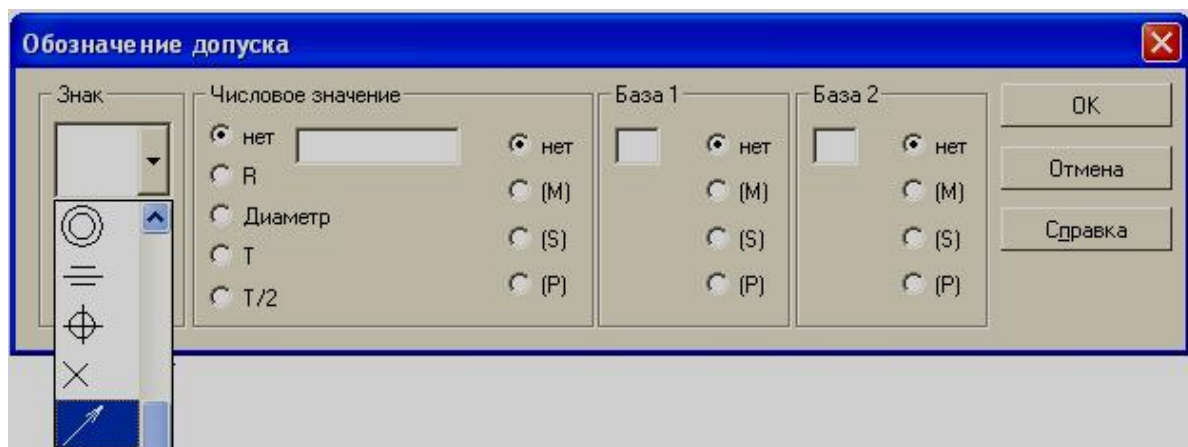 Обозначение допуска
Знак
Числовое значение
нет
R
Диаметр
T
T/2
нет
(M)
(S)
(P)
База 1
нет
(M)
(S)
(P)
База 2
нет
(M)
(S)
(P)
OK
Отмена
Справка